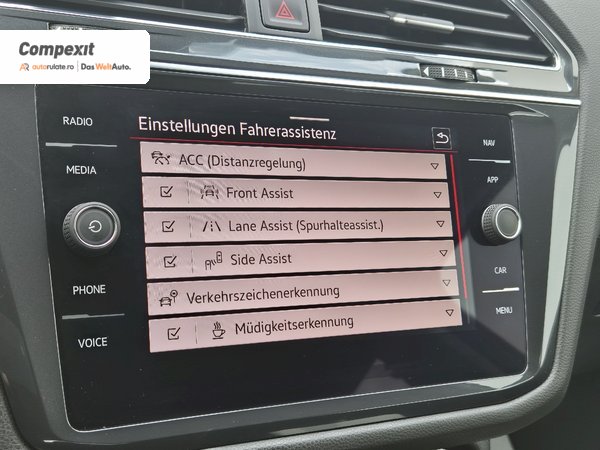 Compexit
AR autorulate.ro | Das WeltAuto.
RADIO
MEDIA
PHONE
VOICE
Einstellungen Fahrerassistenz
ACC (Distanzregelung)
Front Assist
Lane Assist (Spurhalteassist.)
Side Assist
Verkehrszeichenerkennung
Müdigkeitserkennung
NAV
APP
CAR
MENU